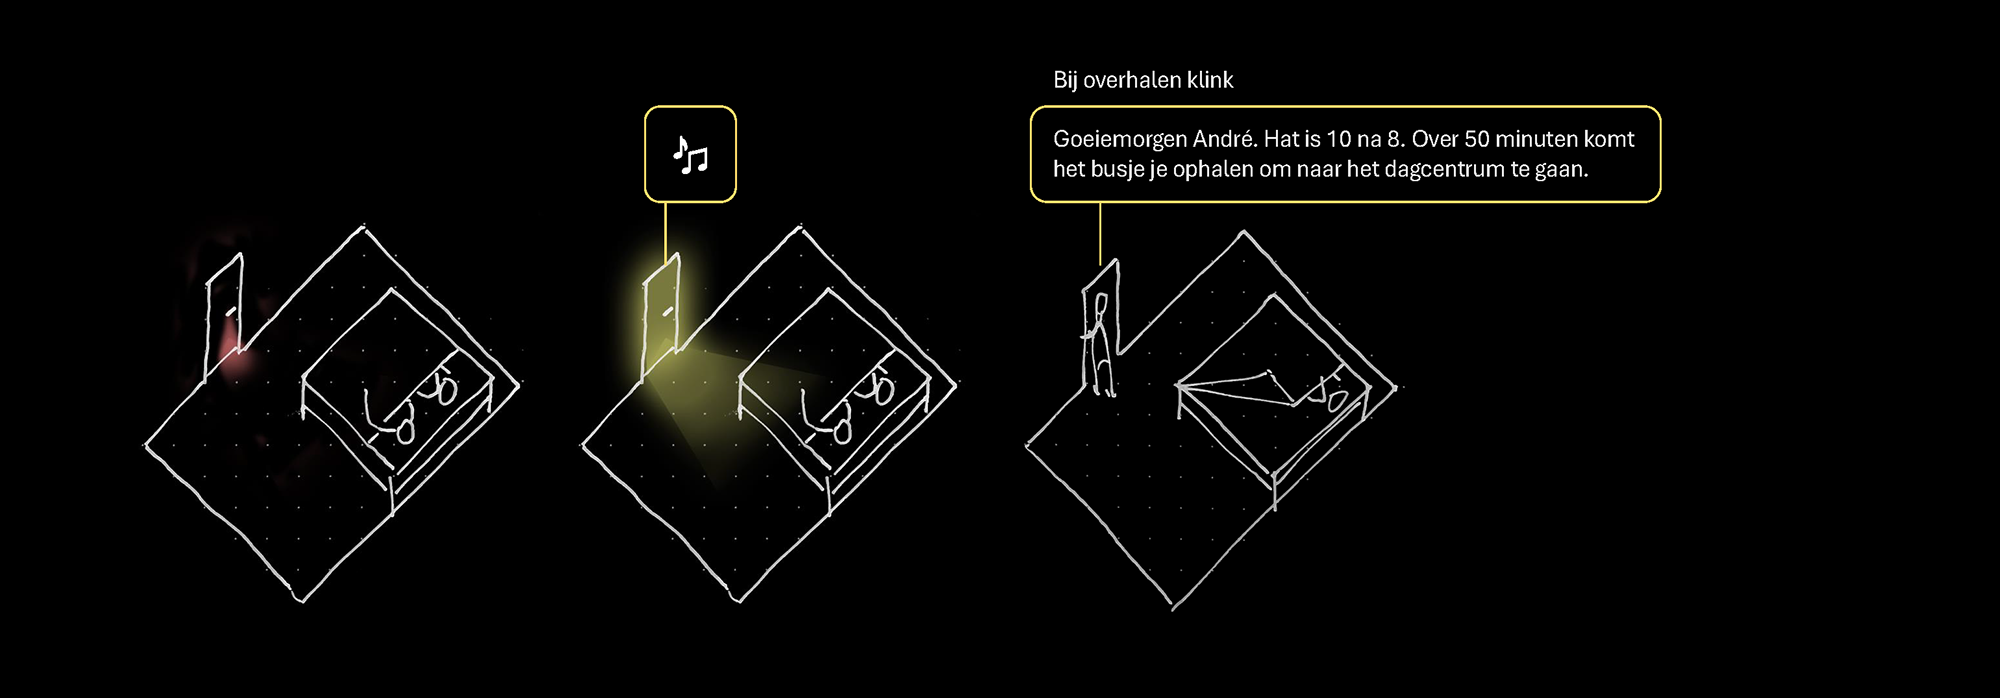 Bij overhalen klink
Goeiemorgen André. Hat is 10 na 8. Over 50 minuten komt
het busje je ophalen om naar het dagcentrum te gaan.